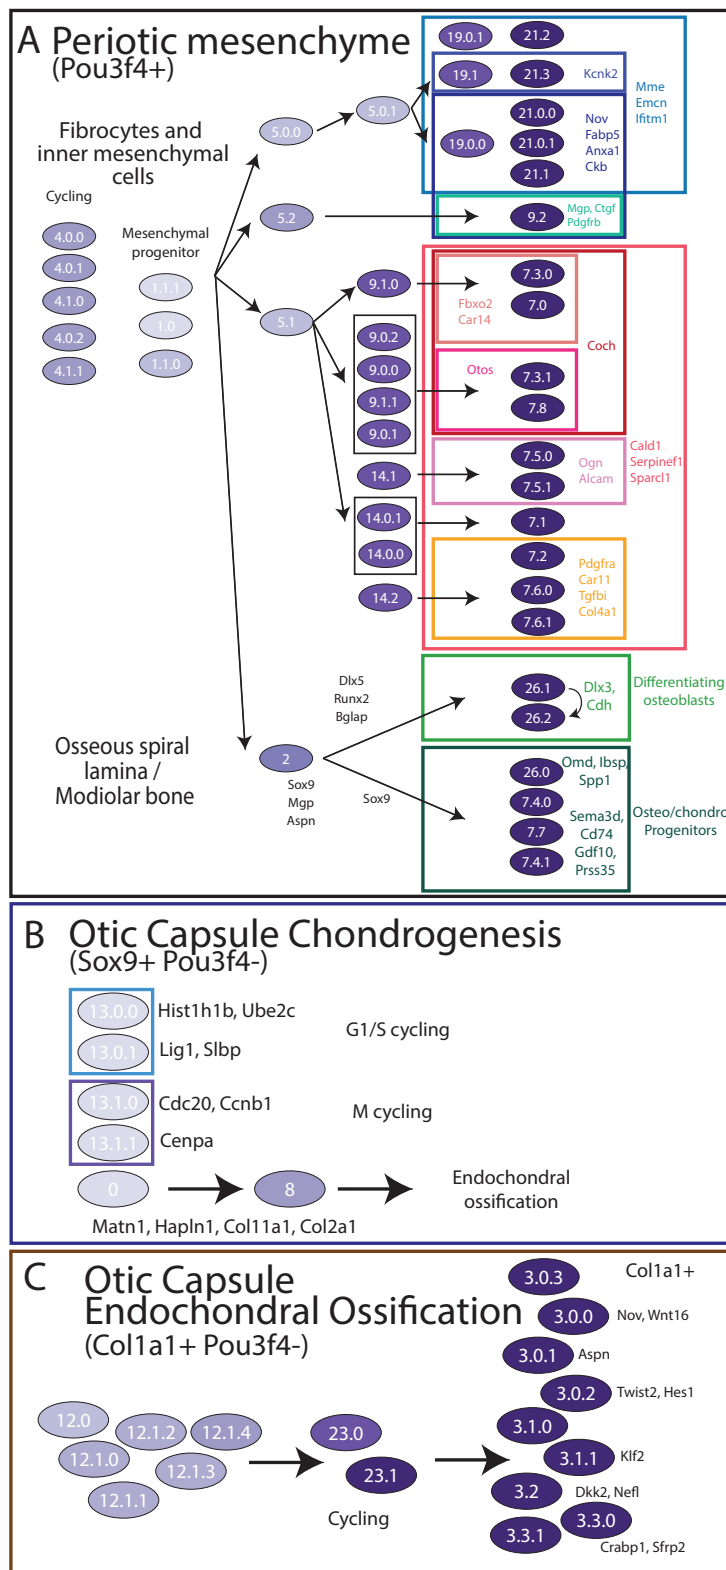 A Periotic mesenchyme
(Pou3f4+)
Fibrocytes and
inner mesenchymal
cells
Cycling
4.0.0
4.0.1
4.1.0
4.0.2
4.1.1
Mesenchymal
progenitor
1.1.1
1.0
1.1.0
5.0.0
5.0.1
5.2
5.1
19.0.1
21.2
19.1
21.3
Kcnk2
19.0.0
21.0.0
21.0.1
21.1
Nov
Fabp5
Anxa1
Ckb
Mme
Emcn
Ifitm1
9.2
Mgp, Ctgf
Pdgfrb
9.1.0
Fbxo2
Car14
7.3.0
7.0
Coch
9.0.2
9.0.0
9.1.1
9.0.1
Otos
7.3.1
7.8
14.1
7.5.0
7.5.1
Ogn
Alcam
Cald1
Serpinef1
Sparcl1
14.0.1
14.0.0
7.1
14.2
7.2
7.6.0
7.6.1
Pdgfra
Car11
Tgfbi
Col4a1
Osseous spiral
lamina /
Modiolar bone
2
Sox9
Mgp
Aspn
Dlx5
Runx2
Bglap
Sox9
26.1
26.2
Dlx3,
Cdh
Differentiating
osteoblasts
26.0
7.4.0
7.7
7.4.1
Omd, Ibsp,
Spp1
Sema3d,
Cd74
Gdf10,
Prss35
Osteo/chondro
Progenitors
B Otic Capsule Chondrogenesis
(Sox9+ Pou3f4-)
13.0.0 Hist1h1b, Ube2c
13.0.1 Lig1, Slbp
G1/S cycling
13.1.0 Cdc20, Ccnb1
13.1.1 Cenpa
M cycling
0
8
Endochondral
ossification
Matn1, Hapln1, Col11a1, Col2a1
C Otic Capsule
Endochondral Ossification
(Col1a1+ Pou3f4-)
12.0
12.1.2
12.1.4
12.1.0
12.1.3
12.1.1
23.0
23.1
Cycling
Col1a1+
3.0.3
3.0.0 Nov, Wnt16
3.0.1 Aspn
3.0.2 Twist2, Hes1
3.1.0
3.1.1 Klf2
3.2 Dkk2, Nefl
3.3.0
3.3.1
Crabp1, Sfrp2